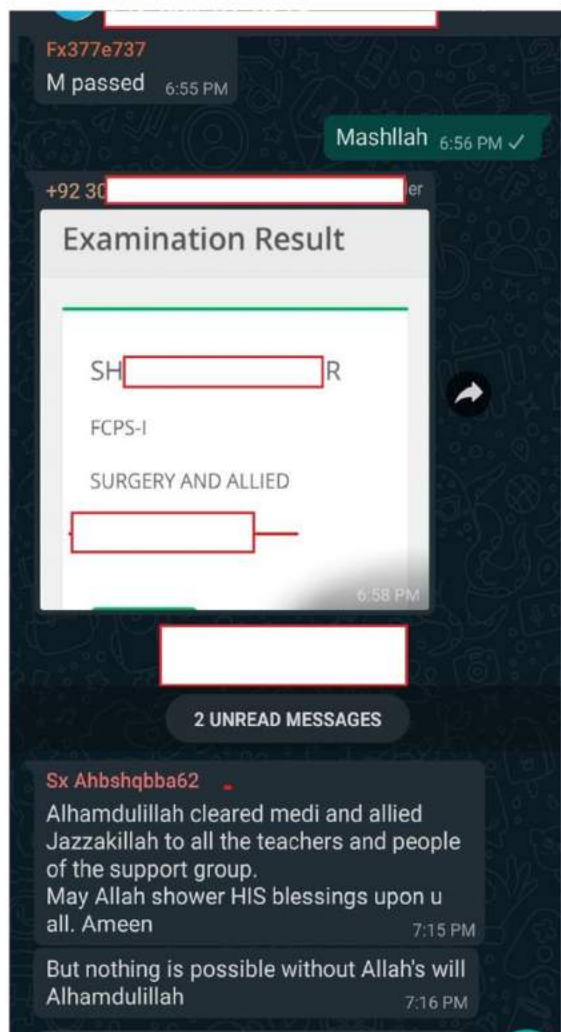 Fx377e737
M passed 6:55 PM
Mashllah 6:56 PM
+92 30 er
Examination Result
SH R
FCPS-I
SURGERY AND ALLIED
6:58 PM
2 UNREAD MESSAGES
Sx Ahbshqbba62
Alhamdulillah cleared medi and allied
Jazzakillah to all the teachers and people
of the support group.
May Allah shower HIS blessings upon u
all. Ameen 7:15 PM
But nothing is possible without Allah's will
Alhamdulillah 7:16 PM